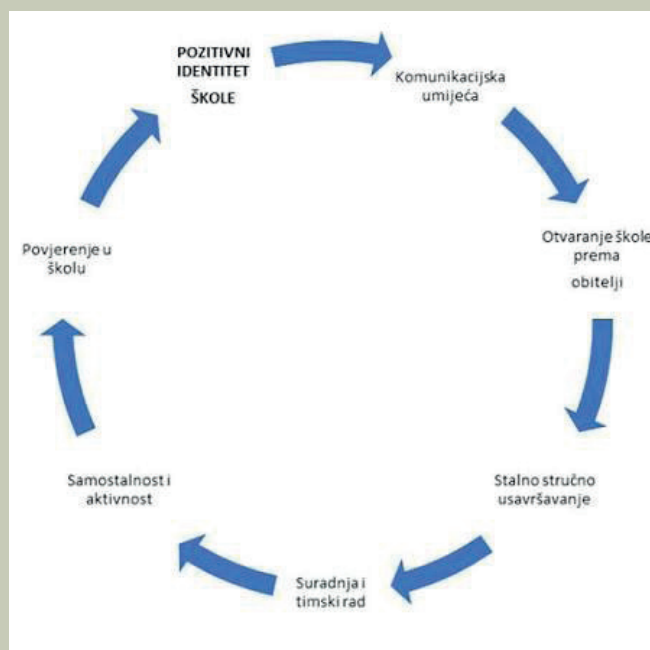 POZITIVNI
IDENTITET
ŠKOLE
Komunikacijska
umijeća
Otvaranje škole
prema
obitelji
Stalno stručno
usavršavanje
Suradnja i
timski rad
Samostalnost i
aktivnost
Povjerenje u
školu